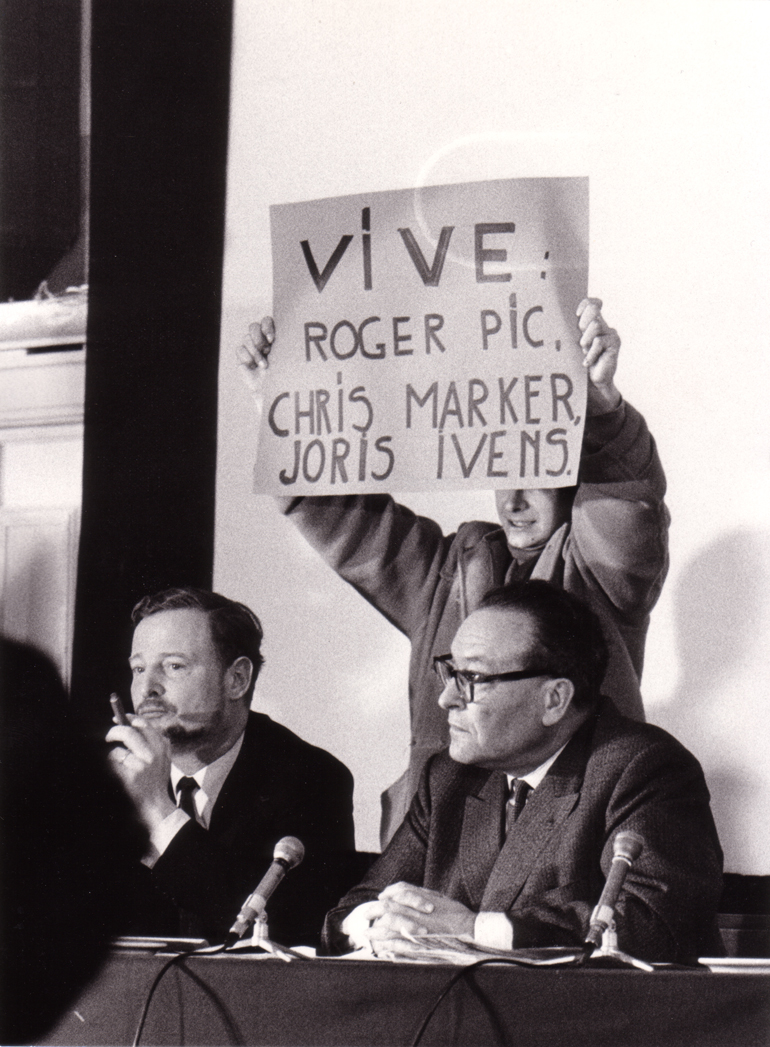 ViVE:
ROGER PiC,
CHRiS MARKER,
JORiS iVENS.